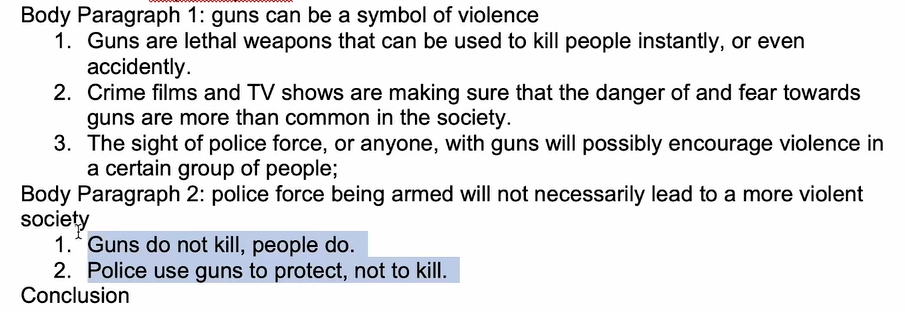 Body Paragraph 1: guns can be a symbol of violence
1. Guns are lethal weapons that can be used to kill people instantly, or even
accidently.
2. Crime films and TV shows are making sure that the danger of and fear towards
guns are more than common in the society.
3. The sight of police force, or anyone, with guns will possibly encourage violence in
a certain group of people;
Body Paragraph 2: police force being armed will not necessarily lead to a more violent
society
1. Guns do not kill, people do.
2. Police use guns to protect, not to kill.
Conclusion